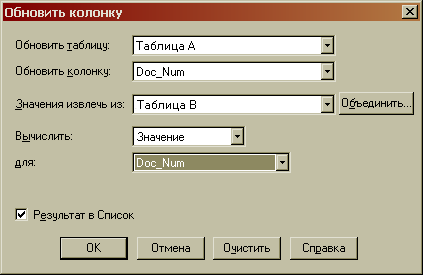 Обновить колонку
Обновить таблицу: Таблица А
Обновить колонку: Doc_Num
Значения извлечь из: Таблица В Объединить...
Вычислить: Значение
для: Doc_Num
Результат в Список
OK Отмена Очистить Справка